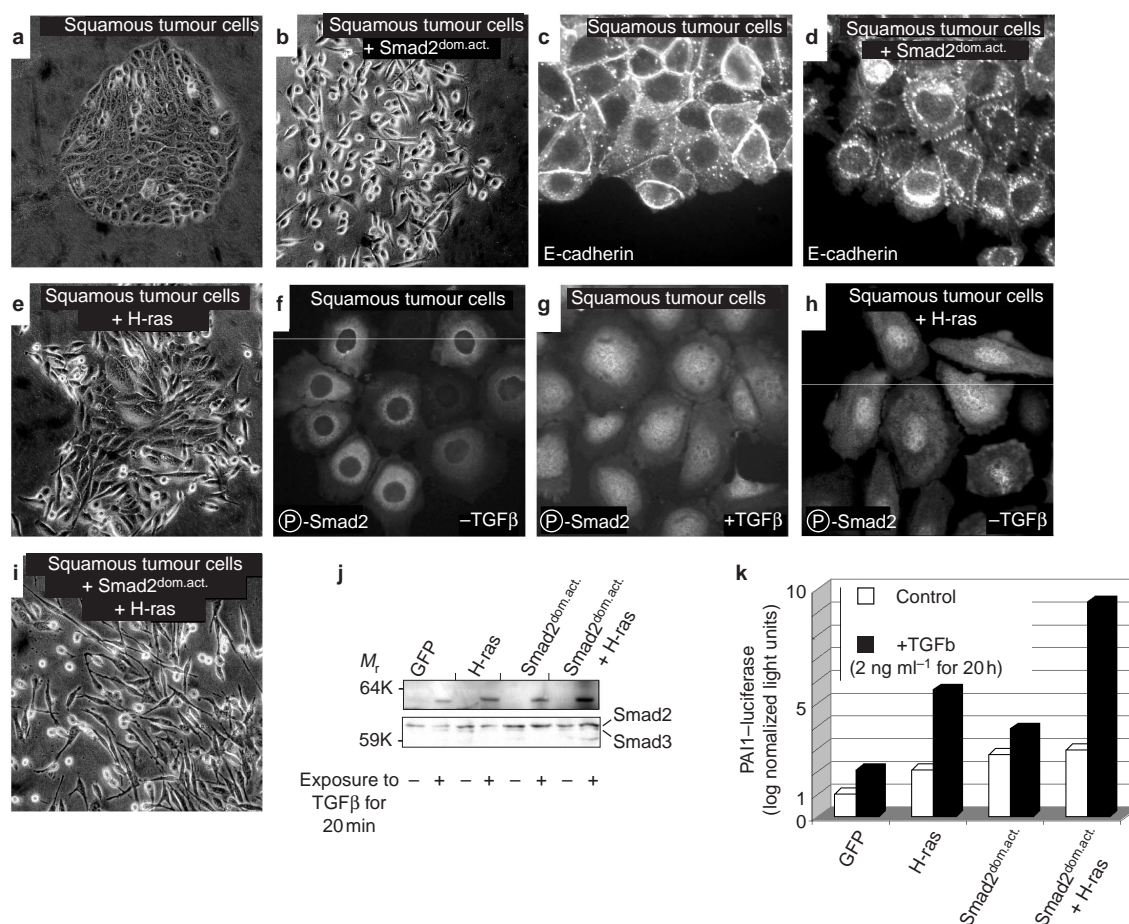 a
Squamous tumour cells
b
Squamous tumour cells
+ Smad2dom.act.
c
Squamous tumour cells
E-cadherin
d
Squamous tumour cells
+ Smad2dom.act.
E-cadherin
e
Squamous tumour cells
+ H-ras
f
Squamous tumour cells
P-Smad2
–TGFβ
g
Squamous tumour cells
P-Smad2
+TGFβ
h
Squamous tumour cells
+ H-ras
P-Smad2
–TGFβ
i
Squamous tumour cells
+ Smad2dom.act.
+ H-ras
j
Mr
GFP
H-ras
Smad2dom.act.
Smad2dom.act.
+ H-ras
64K
59K
Smad2
Smad3
Exposure to
TGFβ for
20 min
– + – + – + – +
k
PAI1–luciferase
(log nomalized light units)
10
5
1
0
Control
+TGFb
(2 ng ml–1 for 20 h)
GFP
H-ras
Smad2dom.act.
Smad2dom.act.
+ H-ras